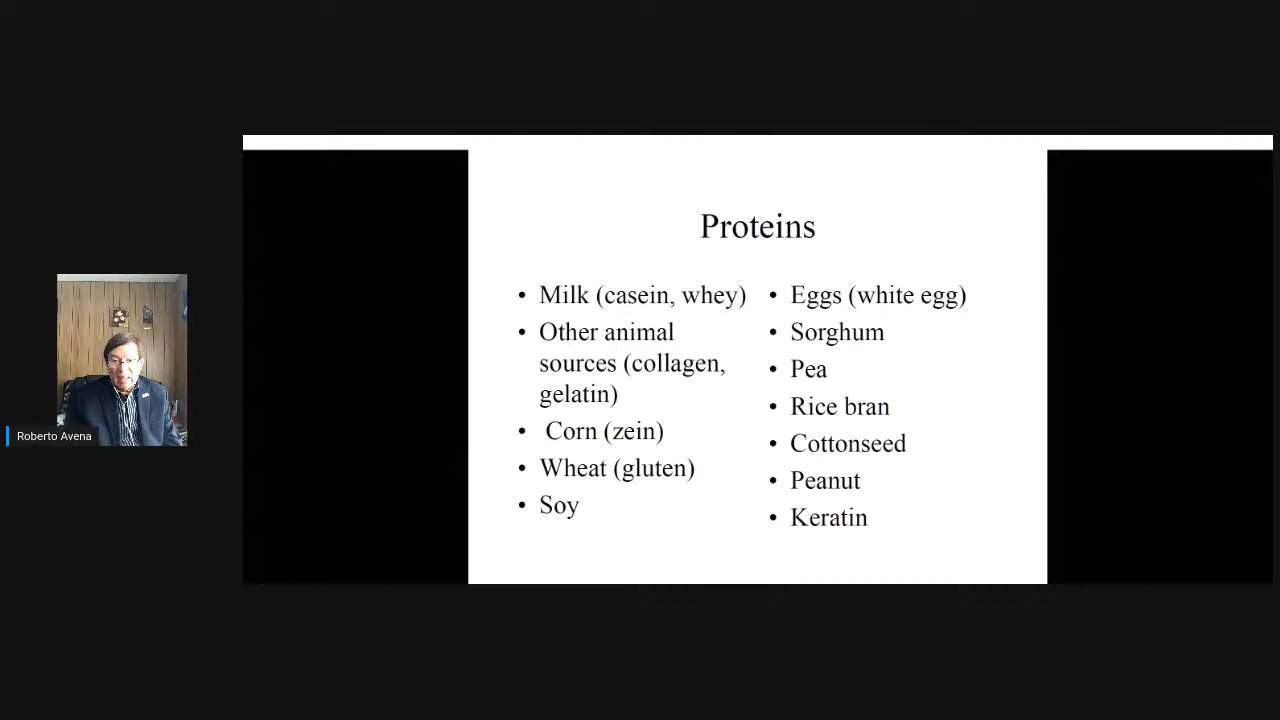 Proteins
• Milk (casein, whey)
• Other animal
sources (collagen,
gelatin)
• Corn (zein)
• Wheat (gluten)
• Soy
• Eggs (white egg)
• Sorghum
• Pea
• Rice bran
• Cottonseed
• Peanut
• Keratin
Roberto Avena